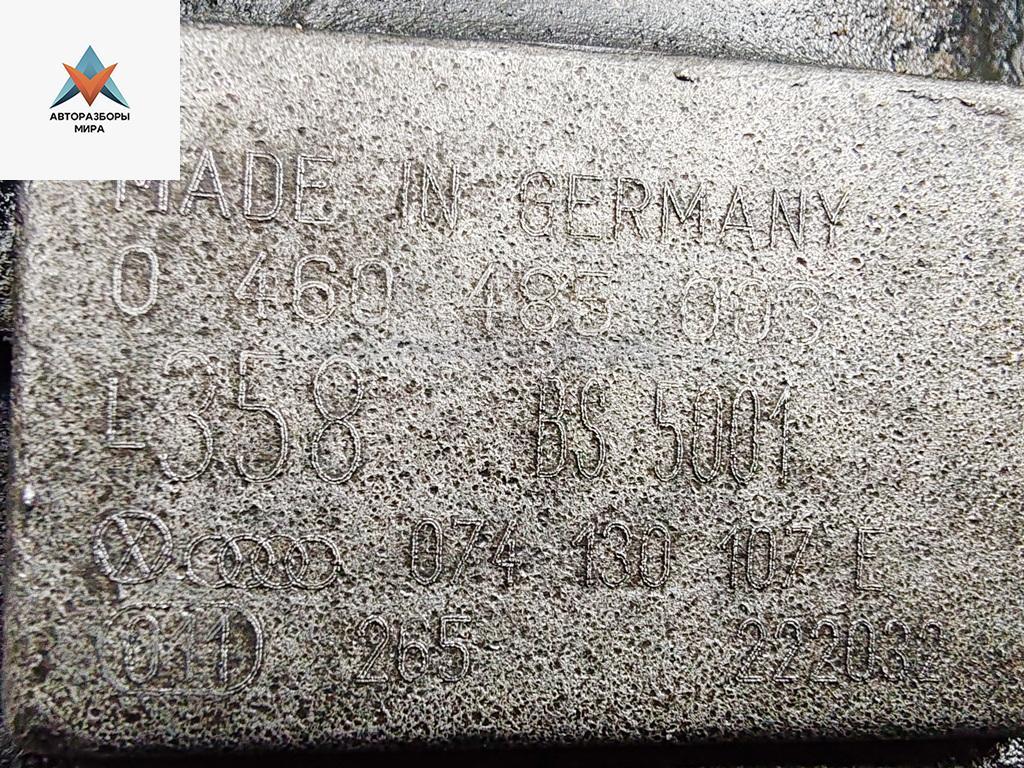 АВТОРАЗБОРЫ
МИРА
MADE IN GERMANY
0 460 485 003
L358 BS 5001
074 130 107 E
011 265 222032